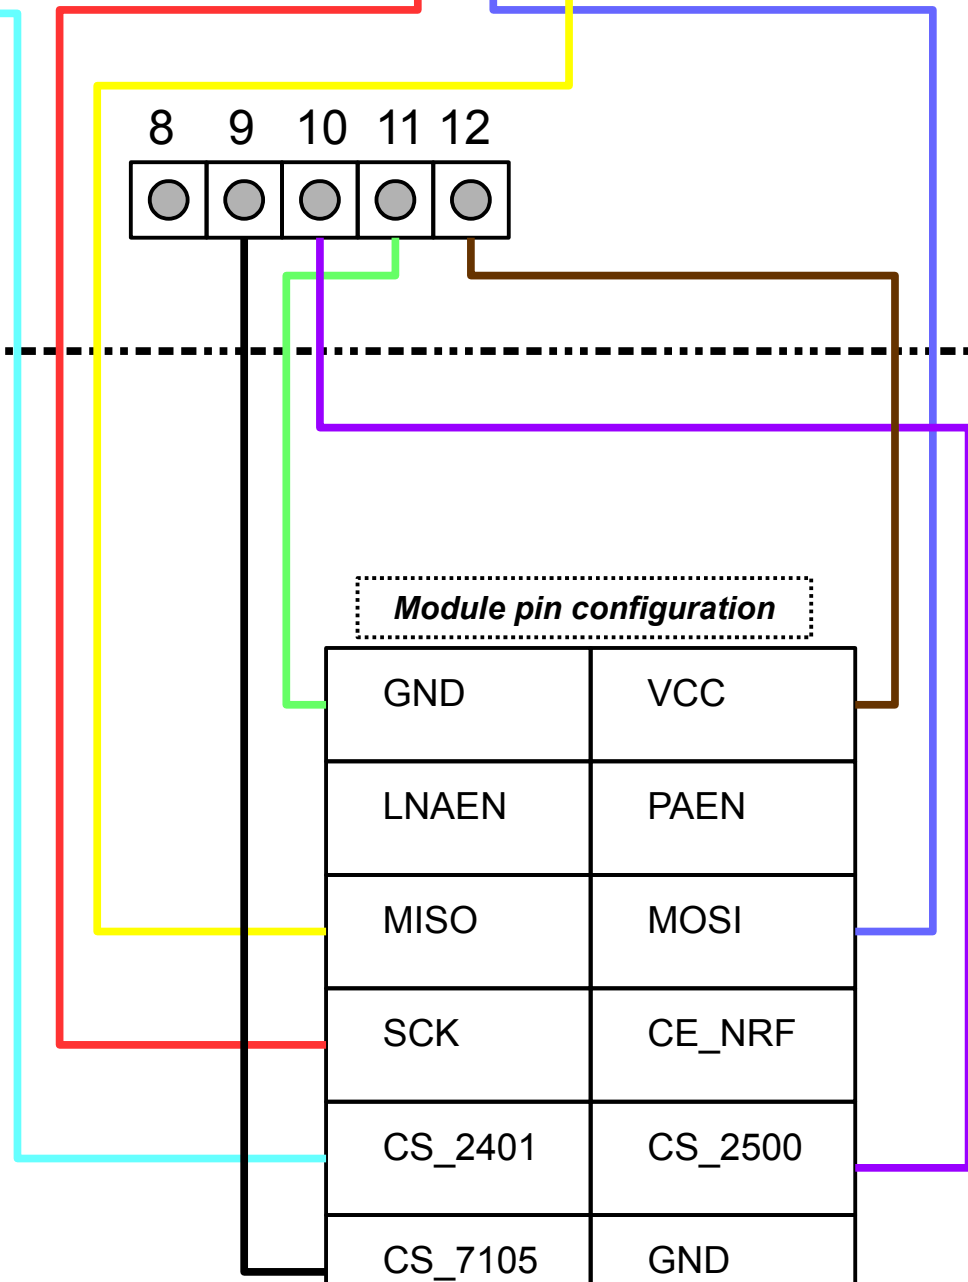 8 9 10 11 12
Module pin configuration
GND VCC
LNAEN PAEN
MISO MOSI
SCK CE_NRF
CS_2401 CS_2500
CS_7105 GND